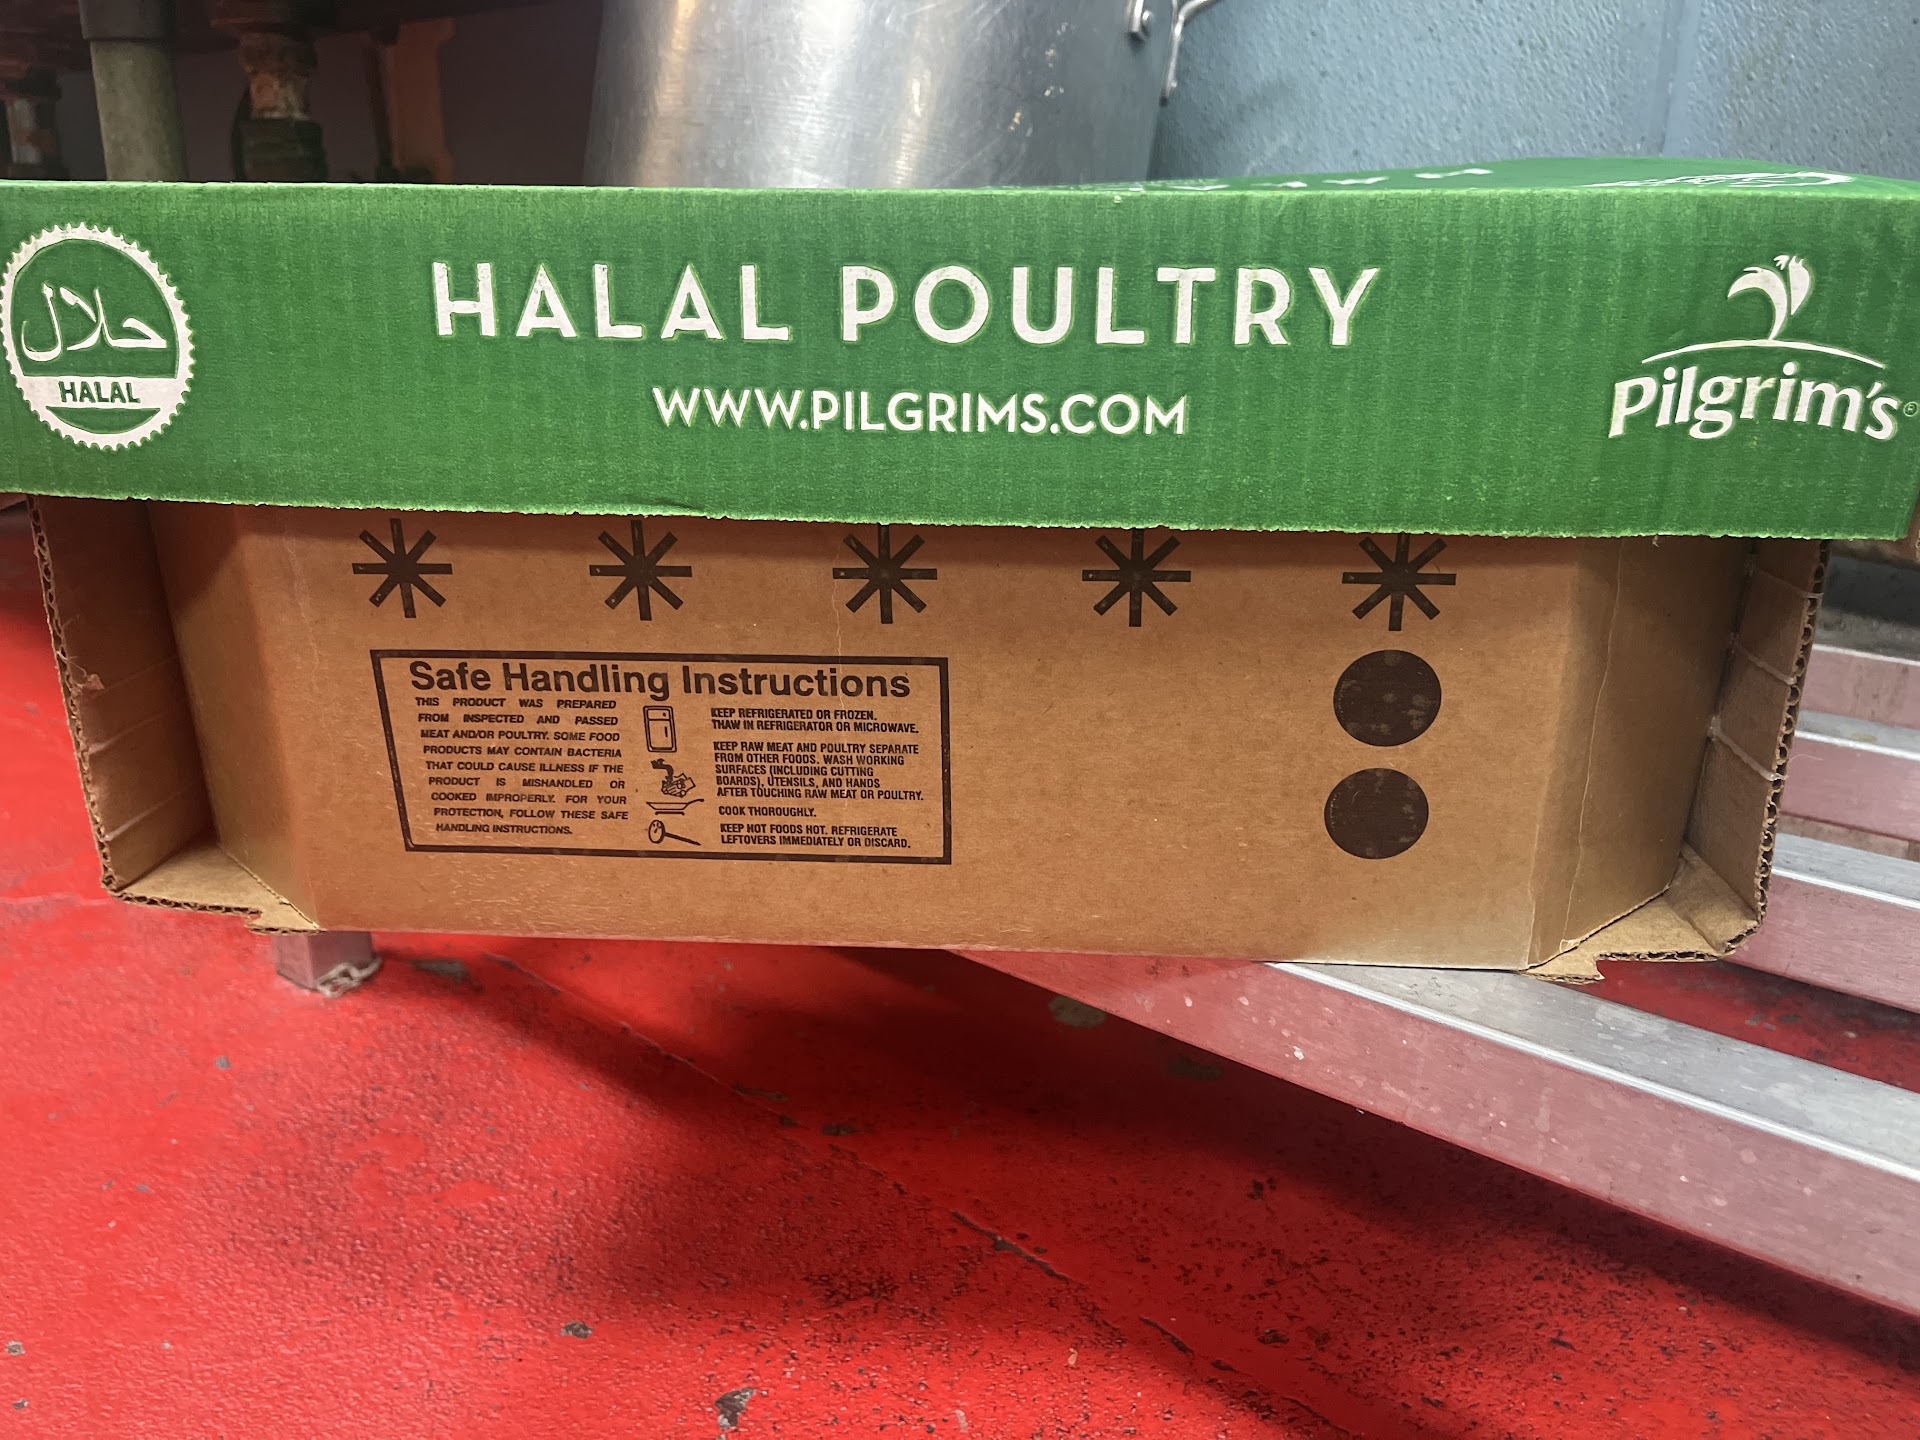 حلال
HALAL
HALAL POULTRY
WWW.PILGRIMS.COM
Pilgrim's®
Safe Handling Instructions
THIS PRODUCT WAS PREPARED
FROM INSPECTED AND PASSED
MEAT AND/OR POULTRY. SOME FOOD
PRODUCTS MAY CONTAIN BACTERIA
THAT COULD CAUSE ILLNESS IF THE
PRODUCT IS MISHANDLED OR
COOKED IMPROPERLY. FOR YOUR
PROTECTION, FOLLOW THESE SAFE
HANDLING INSTRUCTIONS.
KEEP REFRIGERATED OR FROZEN.
THAW IN REFRIGERATOR OR MICROWAVE.
KEEP RAW MEAT AND POULTRY SEPARATE
FROM OTHER FOODS. WASH WORKING
SURFACES (INCLUDING CUTTING
BOARDS), UTENSILS, AND HANDS
AFTER TOUCHING RAW MEAT OR POULTRY.
COOK THOROUGHLY.
KEEP HOT FOODS HOT. REFRIGERATE
LEFTOVERS IMMEDIATELY OR DISCARD.